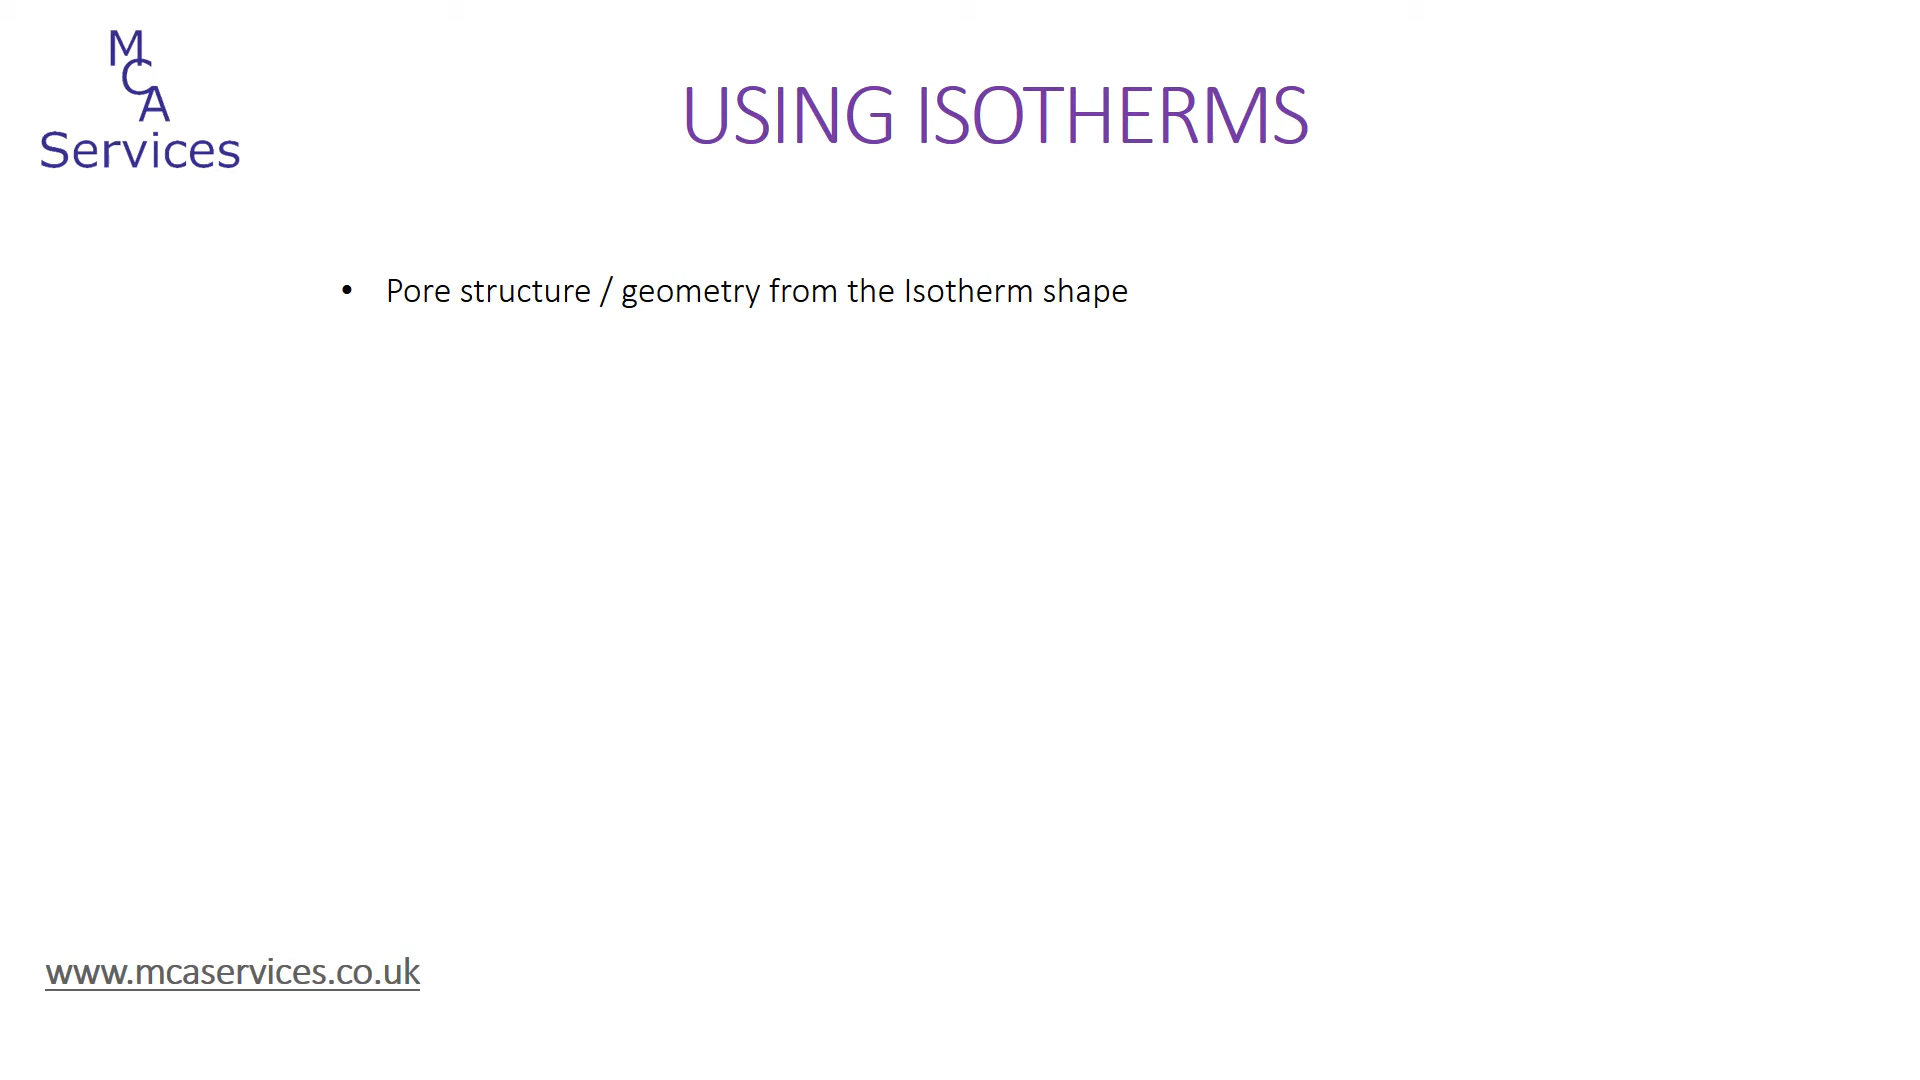 M
C
A
Services
USING ISOTHERMS
• Pore structure / geometry from the Isotherm shape
www.mcaservices.co.uk